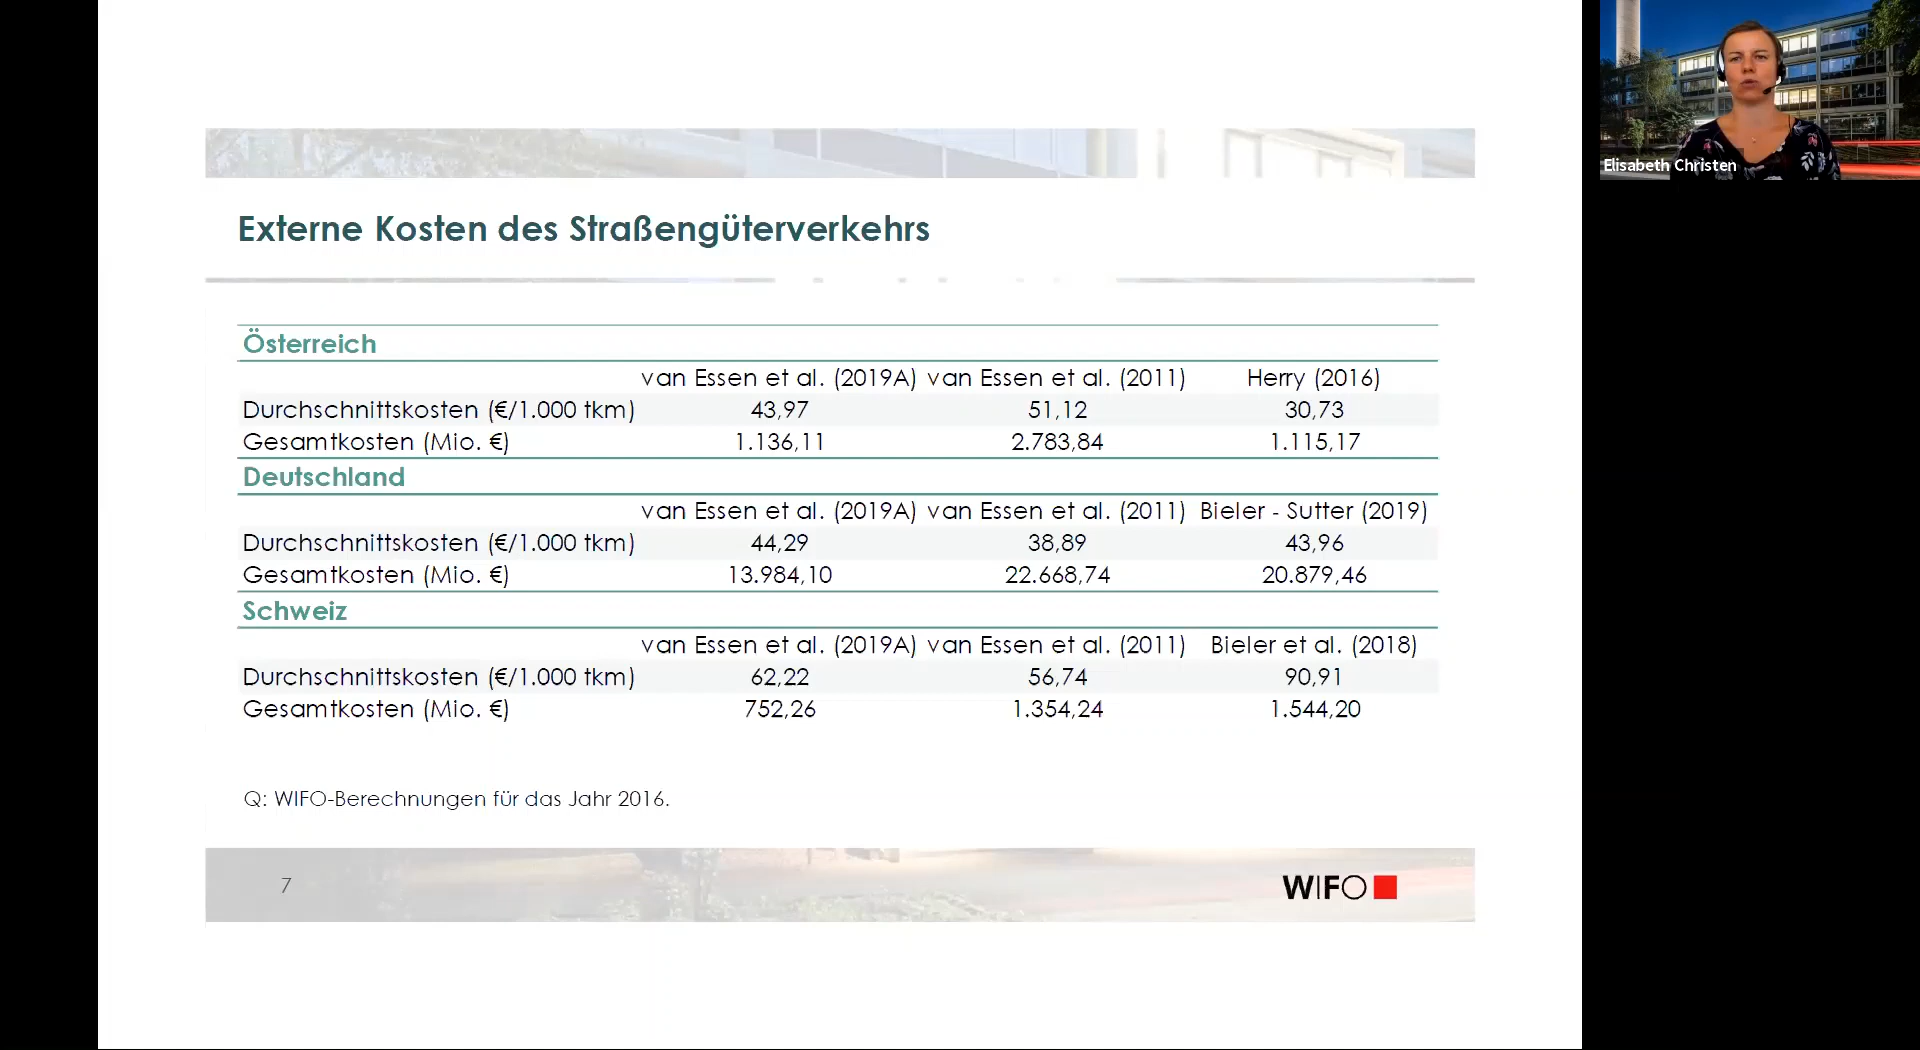 Externe Kosten des Straßengüterverkehrs
Österreich
van Essen et al. (2019A) van Essen et al. (2011) Herry (2016)
Durchschnittskosten (€/1.000 tkm) 43,97 51,12 30,73
Gesamtkosten (Mio. €) 1.136,11 2.783,84 1.115,17
Deutschland
van Essen et al. (2019A) van Essen et al. (2011) Bieler - Sutter (2019)
Durchschnittskosten (€/1.000 tkm) 44,29 38,89 43,96
Gesamtkosten (Mio. €) 13.984,10 22.668,74 20.879,46
Schweiz
van Essen et al. (2019A) van Essen et al. (2011) Bieler et al. (2018)
Durchschnittskosten (€/1.000 tkm) 62,22 56,74 90,91
Gesamtkosten (Mio. €) 752,26 1.354,24 1.544,20
Q: WIFO-Berechnungen für das Jahr 2016.
7
WIFO
Elisabeth Christen